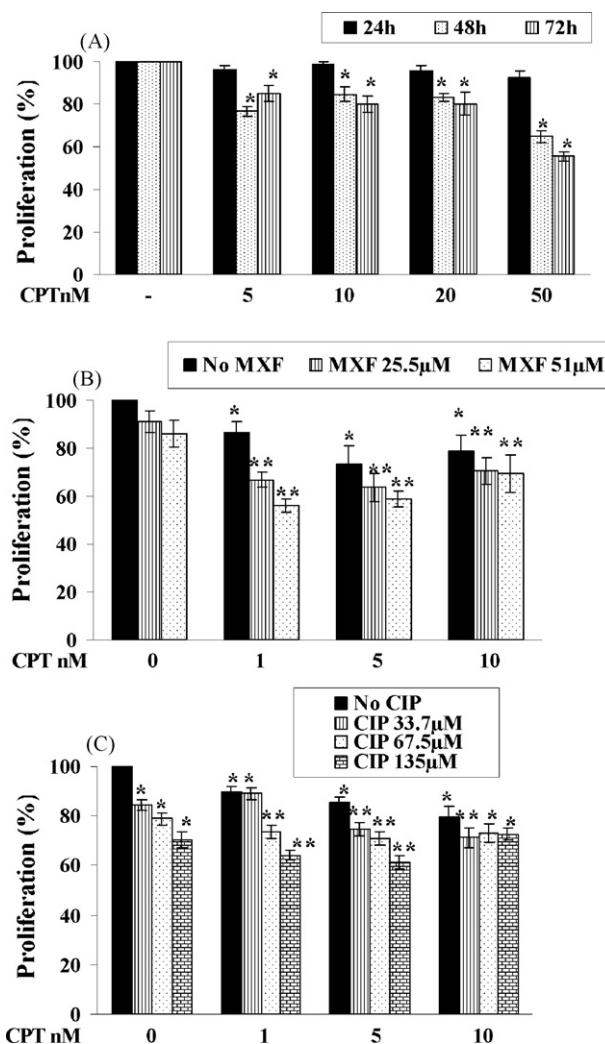 (A)
24h 48h 72h
Proliferation (%)
100
80
60
40
20
0
* * * * * * * *
CPTnM - 5 10 20 50
(B)
No MXF MXF 25.5µM MXF 51µM
Proliferation (%)
100
80
60
40
20
0
* ** ** * ** ** * ** **
CPT nM 0 1 5 10
(C)
No CIP
CIP 33.7µM
CIP 67.5µM
CIP 135µM
Proliferation (%)
100
80
60
40
20
0
* * * * * ** ** * ** ** ** * ** * *
CPT nM 0 1 5 10